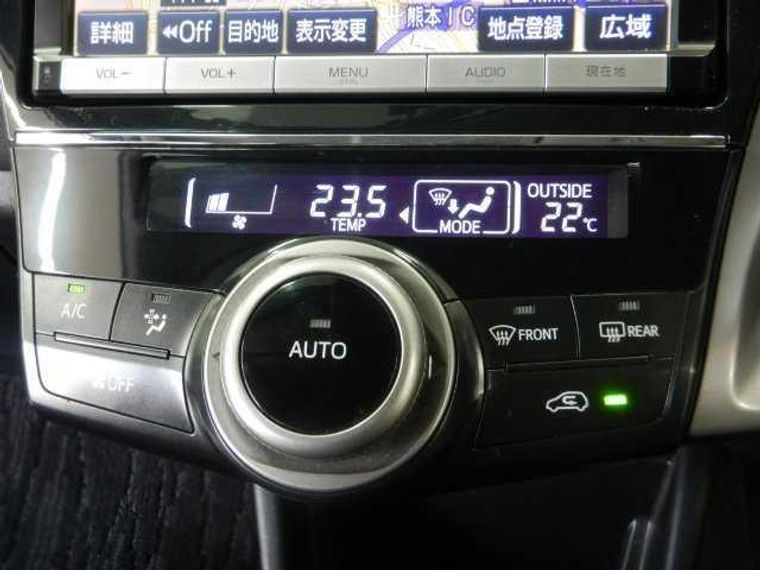 熊本IC
詳細 ◀◀Off 目的地 表示変更 地点登録 広域
VOL− VOL+ MENU AUDIO 現在地
23.5 OUTSIDE
TEMP MODE 22℃
A/C
AUTO FRONT REAR
OFF